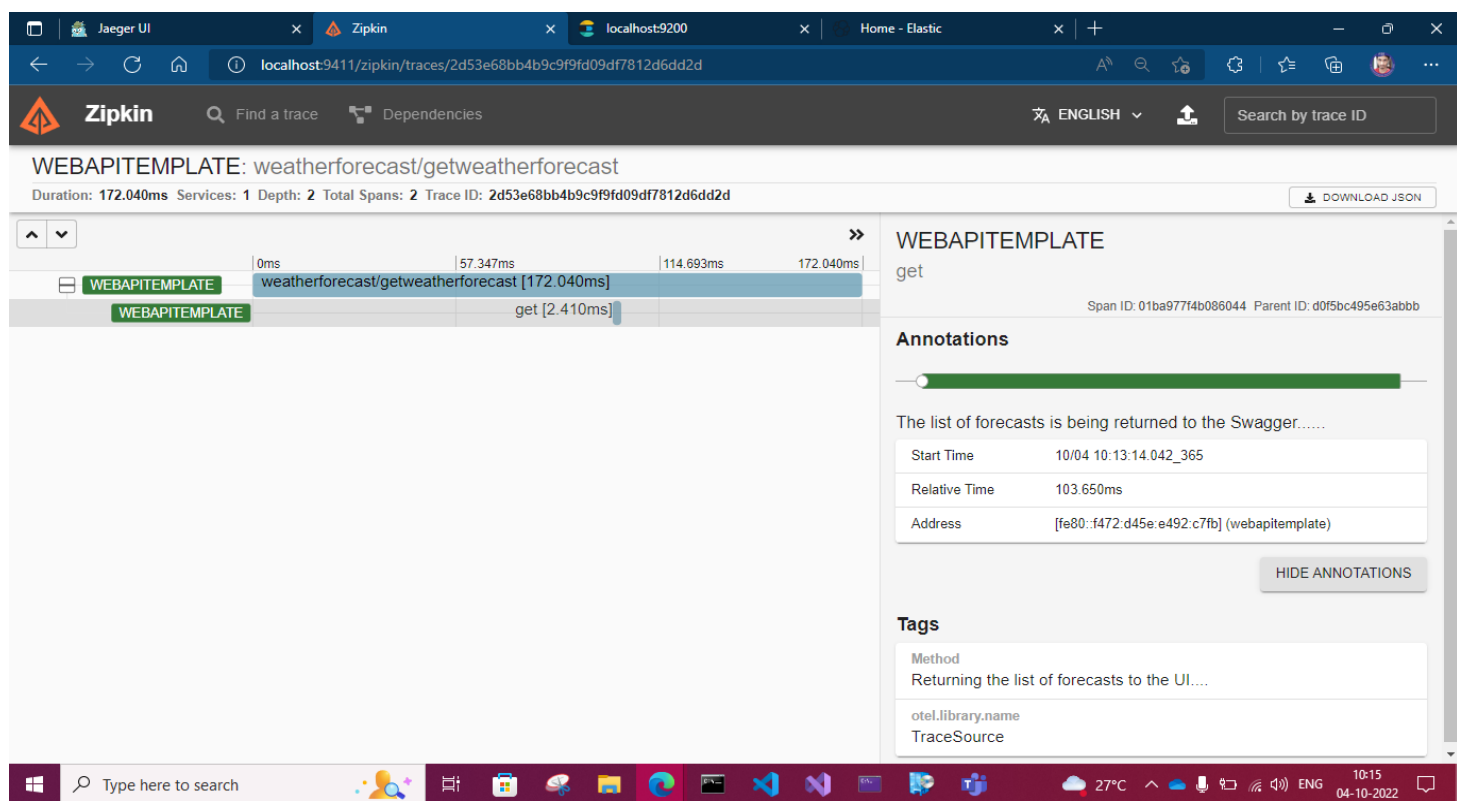 Jaeger UI
Zipkin
localhost:9200
Home - Elastic
localhost:9411/zipkin/traces/2d53e68bb4b9c9f9fd09df7812d6dd2d
Zipkin
Find a trace
Dependencies
ENGLISH
Search by trace ID
WEBAPITEMPLATE: weatherforecast/getweatherforecast
Duration: 172.040ms Services: 1 Depth: 2 Total Spans: 2 Trace ID: 2d53e68bb4b9c9f9fd09df7812d6dd2d
DOWNLOAD JSON
0ms 57.347ms 114.693ms 172.040ms
WEBAPITEMPLATE weatherforecast/getweatherforecast [172.040ms]
WEBAPITEMPLATE get [2.410ms]
WEBAPITEMPLATE
get
Span ID: 01ba977f4b086044 Parent ID: d0f5bc495e63abbb
Annotations
The list of forecasts is being returned to the Swagger......
Start Time 10/04 10:13:14.042_365
Relative Time 103.650ms
Address [fe80::f472:d45e:e492:c7fb] (webapitemplate)
HIDE ANNOTATIONS
Tags
Method
Returning the list of forecasts to the UI....
otel.library.name
TraceSource
Type here to search
27°C
ENG
10:15
04-10-2022